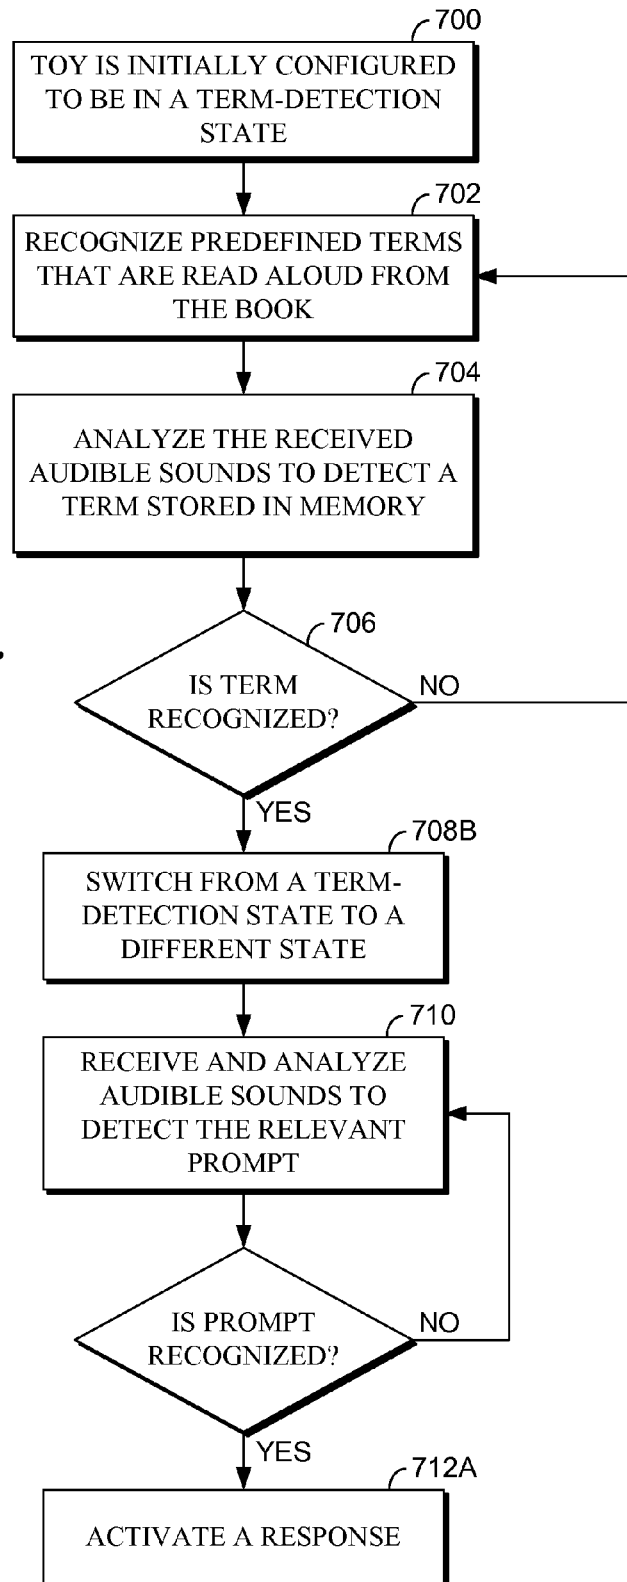 700
TOY IS INITIALLY CONFIGURED
TO BE IN A TERM-DETECTION
STATE
702
RECOGNIZE PREDEFINED TERMS
THAT ARE READ ALOUD FROM
THE BOOK
704
ANALYZE THE RECEIVED
AUDIBLE SOUNDS TO DETECT A
TERM STORED IN MEMORY
706
IS TERM
RECOGNIZED?
NO
YES
708B
SWITCH FROM A TERM-
DETECTION STATE TO A
DIFFERENT STATE
710
RECEIVE AND ANALYZE
AUDIBLE SOUNDS TO
DETECT THE RELEVANT
PROMPT
IS PROMPT
RECOGNIZED?
NO
YES
712A
ACTIVATE A RESPONSE